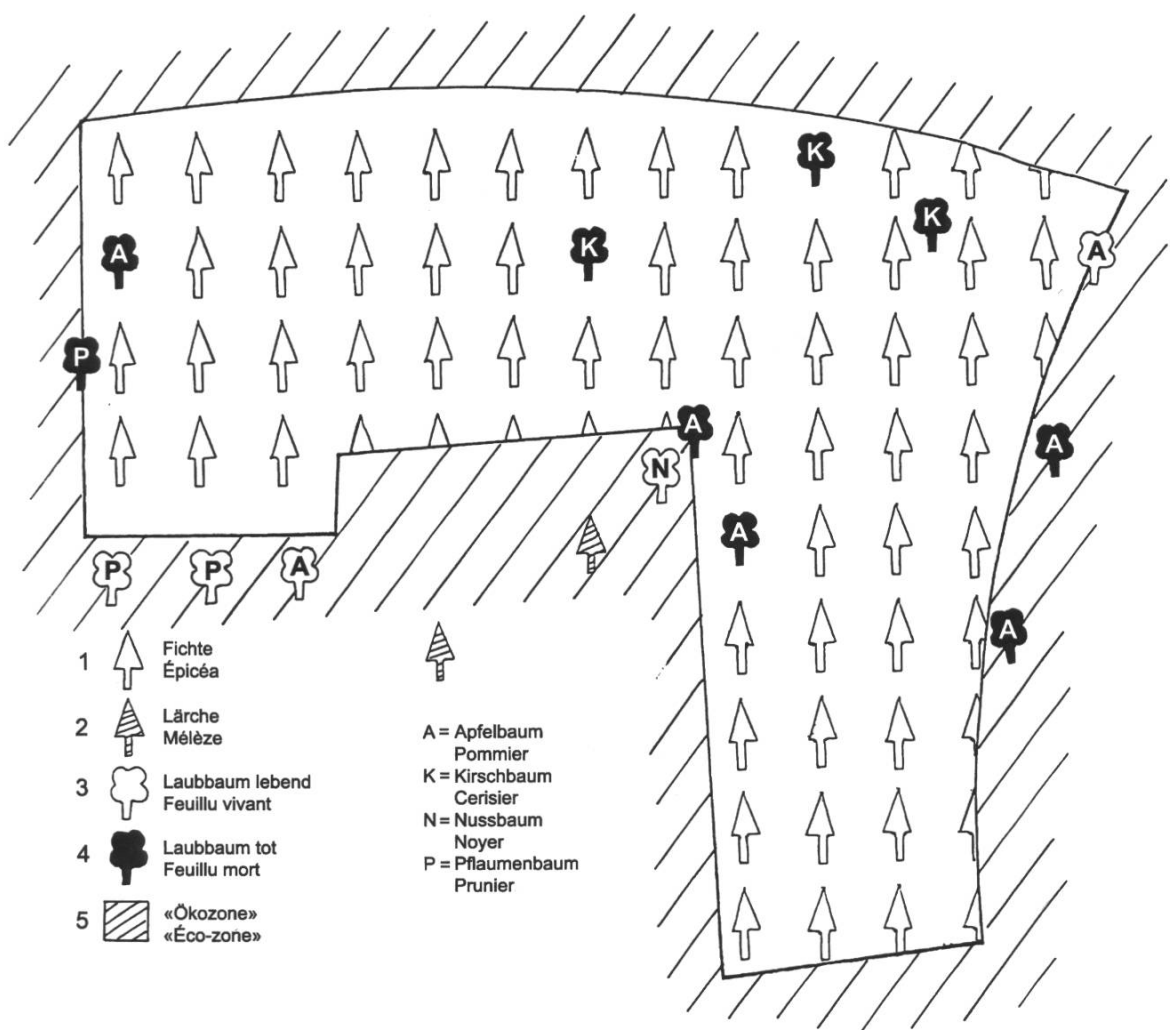 K
K
A
K
A
P
A
A
N
A
P
P
A
A
1 Fichte
Épicéa
2 Lärche
Mélèze
3 Laubbaum lebend
Feuillu vivant
4 Laubbaum tot
Feuillu mort
5 «Ökozone»
«Éco-zone»
A = Apfelbaum
Pommier
K = Kirschbaum
Cerisier
N = Nussbaum
Noyer
P = Pflaumenbaum
Prunier